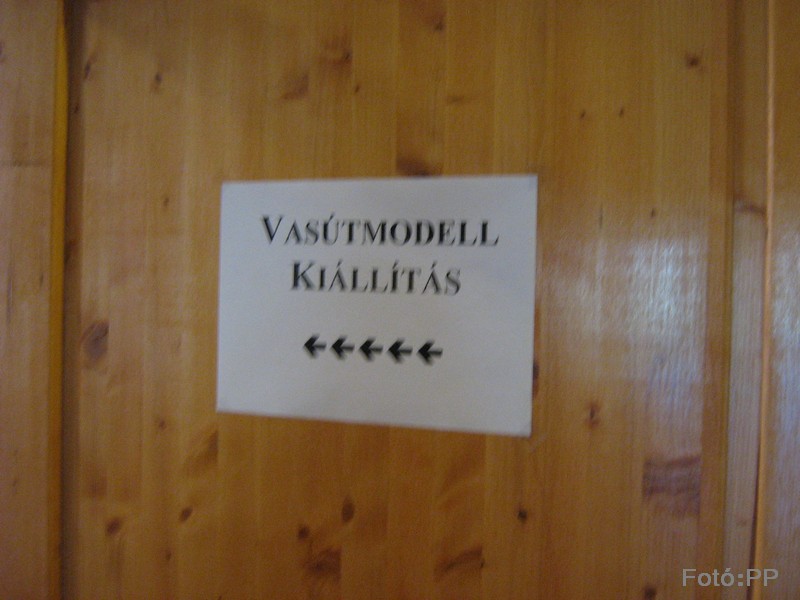 VASÚTMODELL
KIÁLLÍTÁS
←←←←←
Fotó:PP